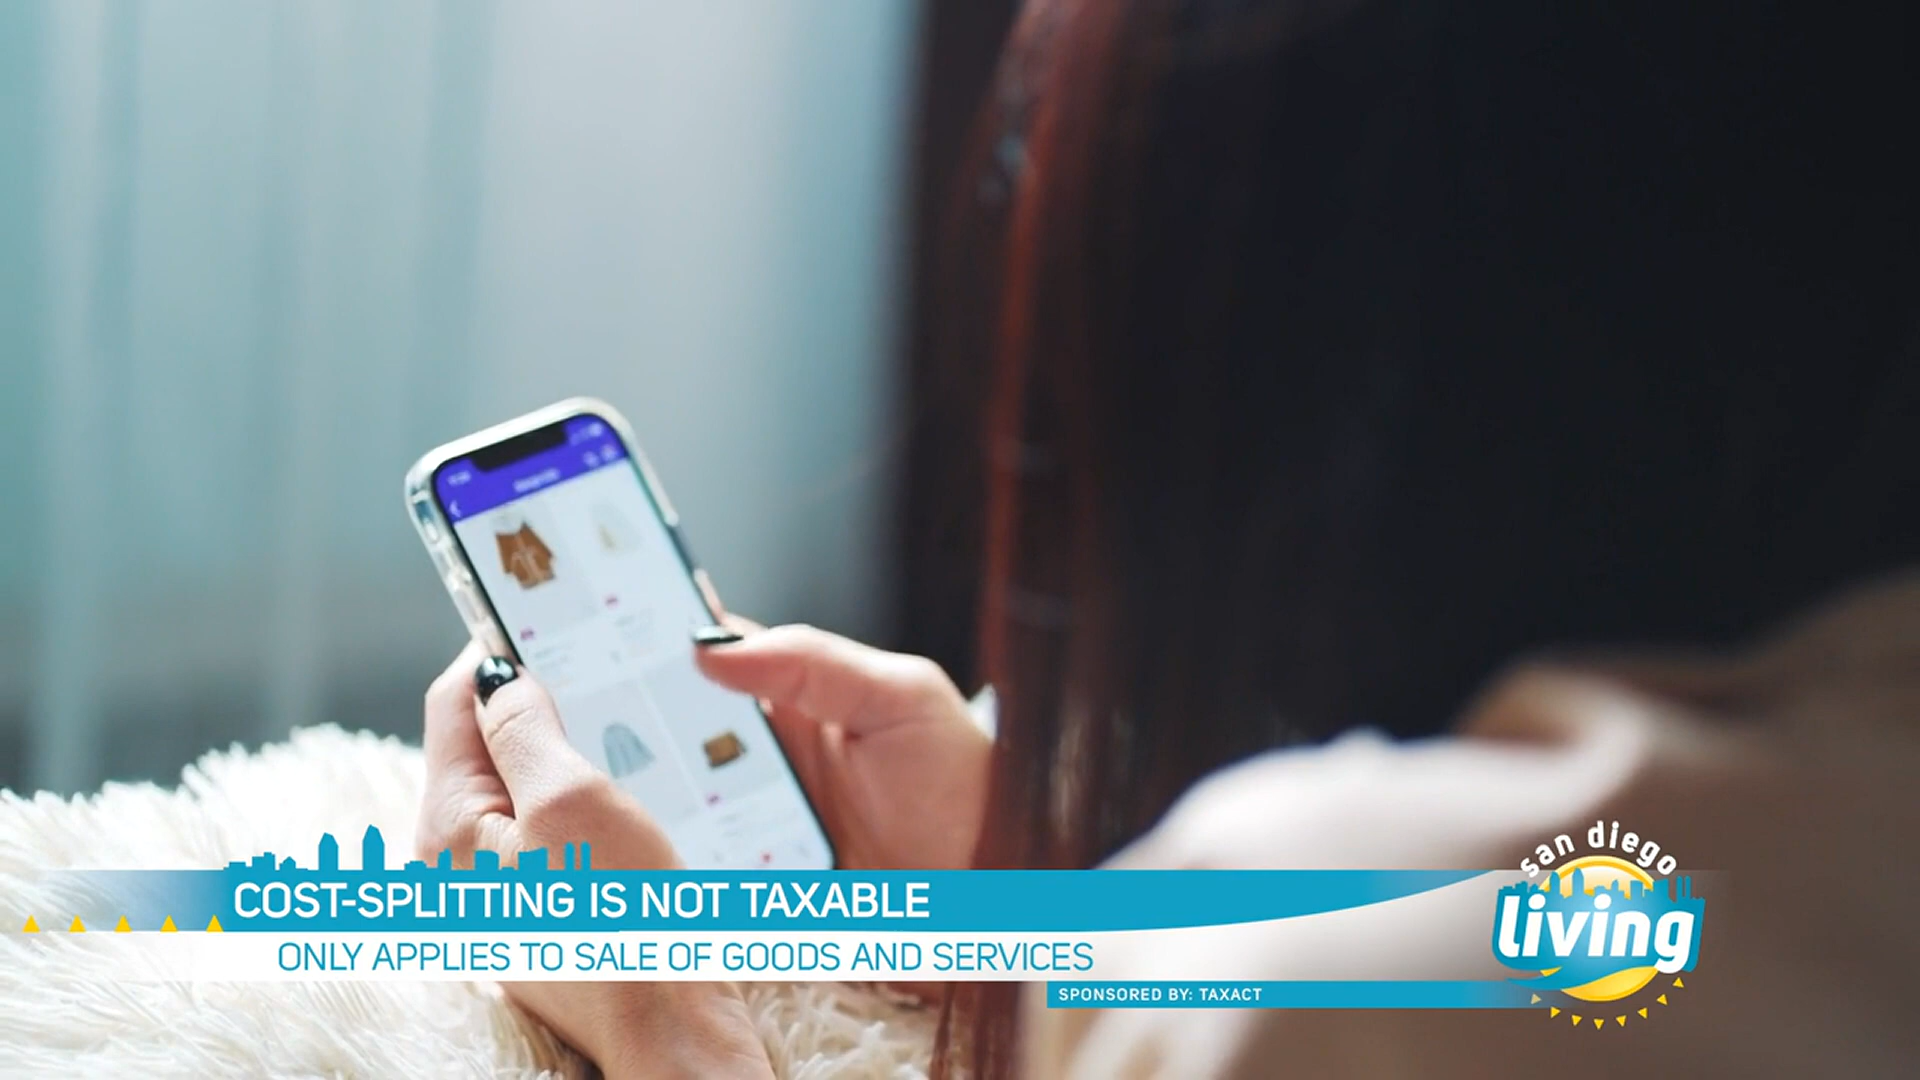 COST-SPLITTING IS NOT TAXABLE
ONLY APPLIES TO SALE OF GOODS AND SERVICES
SPONSORED BY: TAXACT
san diego
living